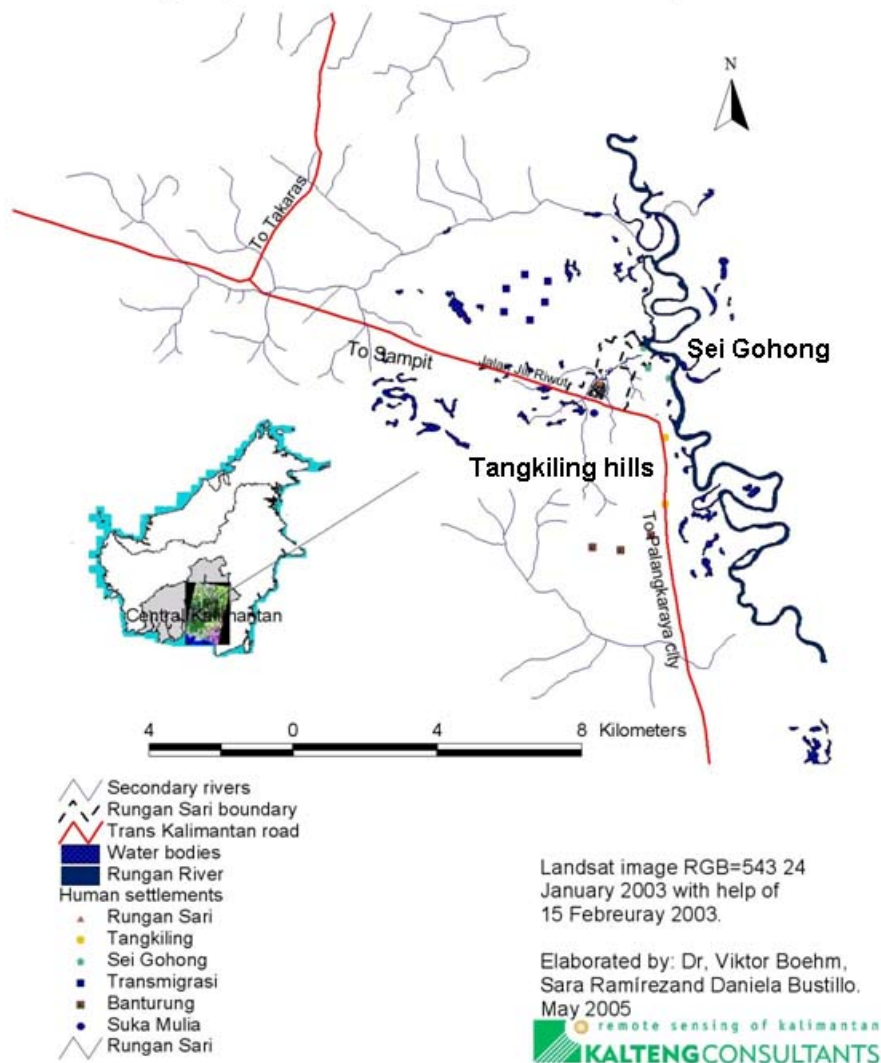 N
To Takaras
To Sampit
Jalan Jili Riwut
Sei Gohong
Tangkiling hills
To Palangkaraya city
Central Kalimantan
4 0 4 8 Kilometers
Secondary rivers
Rungan Sari boundary
Trans Kalimantan road
Water bodies
Rungan River
Human settlements
Rungan Sari
Tangkiling
Sei Gohong
Transmigrasi
Banturung
Suka Mulia
Rungan Sari
Landsat image RGB=543 24
January 2003 with help of
15 Febreuray 2003.
Elaborated by: Dr, Viktor Boehm,
Sara Ramírezand Daniela Bustillo.
May 2005
remote sensing of kalimantan
KALTENGCONSULTANTS